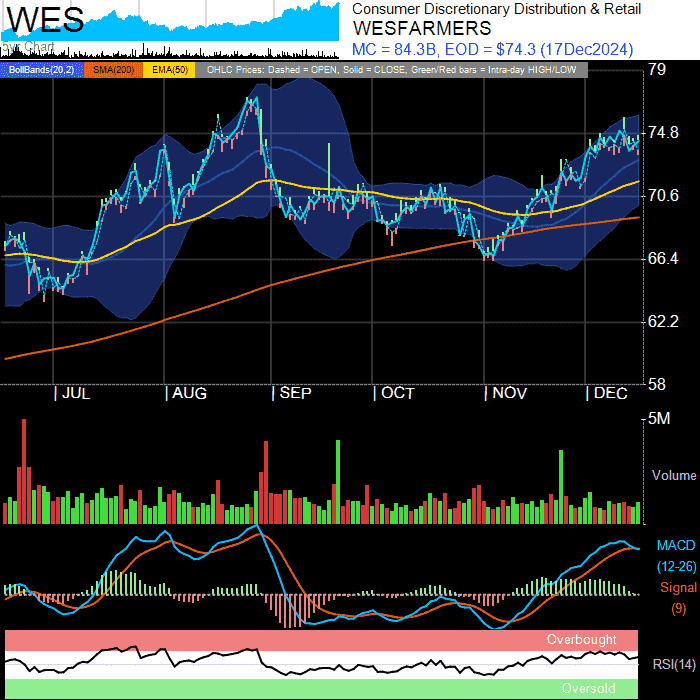 WES
Consumer Discretionary Distribution & Retail
WESFARMERS
MC = 84.3B, EOD = $74.3 (17Dec2024)
BollBands(20,2) SMA(200) EMA(50) OHLC Prices: Dashed = OPEN, Solid = CLOSE, Green/Red bars = Intra-day HIGH/LOW
79
74.8
70.6
66.4
62.2
58
JUL AUG SEP OCT NOV DEC
5M
Volume
MACD
(12-26)
Signal
(9)
Overbought
RSI(14)
Oversold